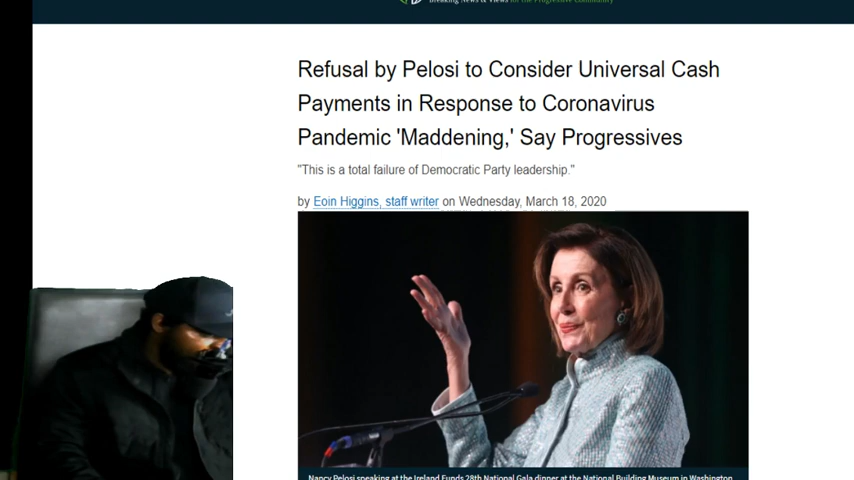 Breaking News & Views for the Progressive Community
Refusal by Pelosi to Consider Universal Cash
Payments in Response to Coronavirus
Pandemic 'Maddening,' Say Progressives
"This is a total failure of Democratic Party leadership."
by Eoin Higgins, staff writer on Wednesday, March 18, 2020
Nancy Pelosi speaking at the Ireland Funds 28th National Gala dinner at the National Building Museum in Washington